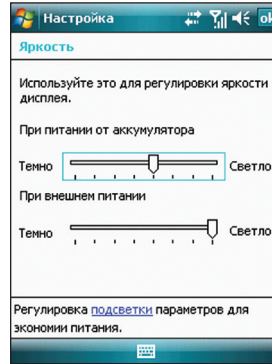 Настройка
ok
Яркость
Используйте это для регулировки яркости
дисплея.
При питании от аккумулятора
Темно Светло
При внешнем питании
Темно Светло
Регулировка подсветки параметров для
экономии питания.